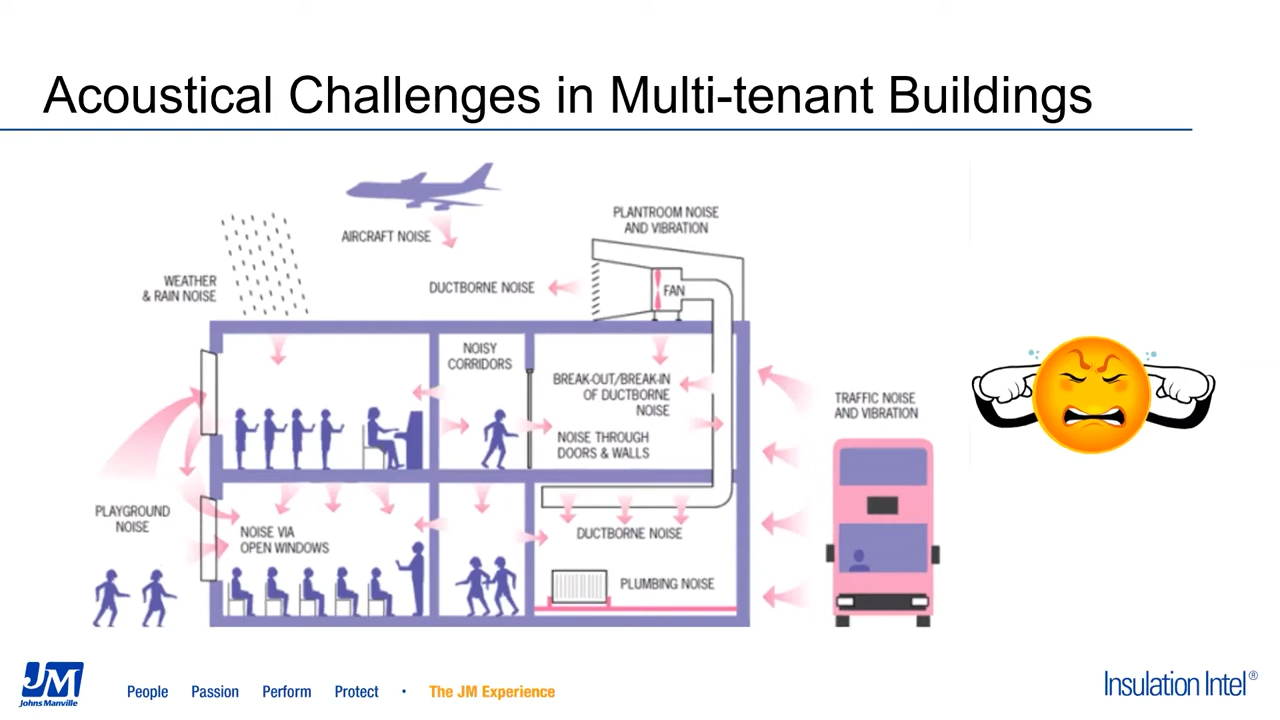 Acoustical Challenges in Multi-tenant Buildings
PLANTROOM NOISE
AND VIBRATION
AIRCRAFT NOISE
WEATHER
& RAIN NOISE
DUCTBORNE NOISE
FAN
NOISY
CORRIDORS
BREAK-OUT/BREAK-IN
OF DUCTBORNE
NOISE
NOISE THROUGH
DOORS & WALLS
TRAFFIC NOISE
AND VIBRATION
PLAYGROUND
NOISE
NOISE VIA
OPEN WINDOWS
DUCTBORNE NOISE
PLUMBING NOISE
JM
Johns Manville
People Passion Perform Protect • The JM Experience
Insulation Intel®